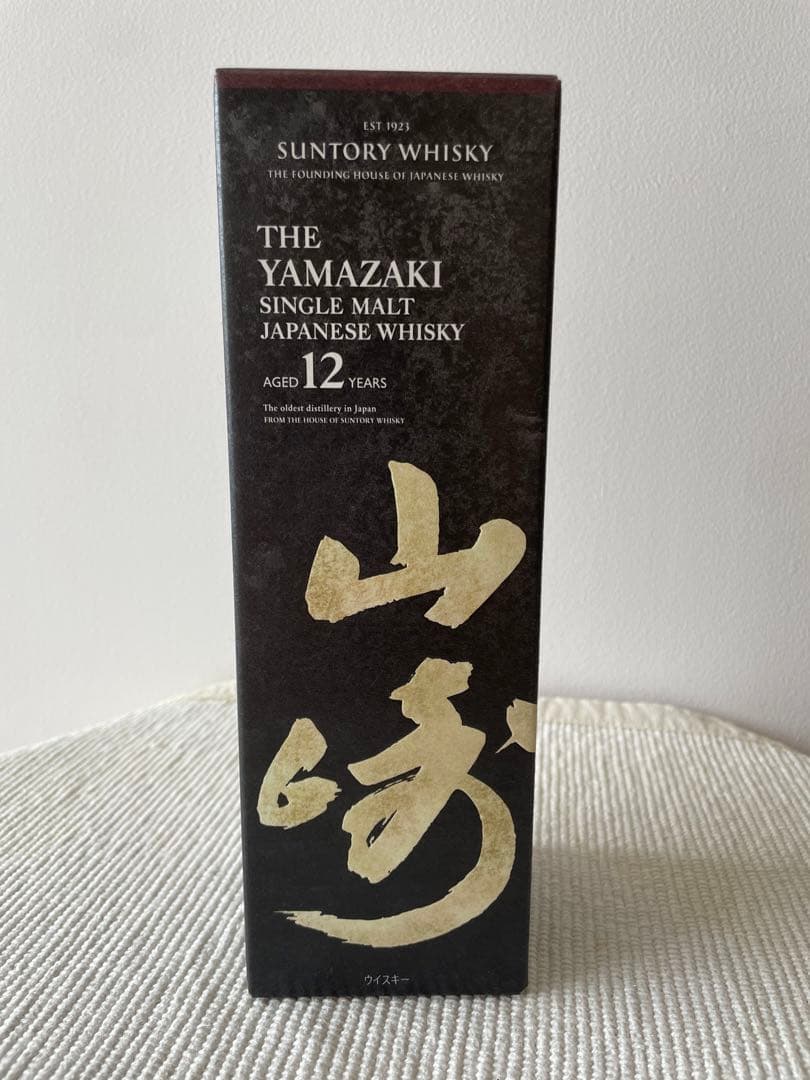 EST 1923
SUNTORY WHISKY
THE FOUNDING HOUSE OF JAPANESE WHISKY
THE
YAMAZAKI
SINGLE MALT
JAPANESE WHISKY
AGED 12 YEARS
The oldest distillery in Japan
FROM THE HOUSE OF SUNTORY WHISKY
山
崎
ウイスキー